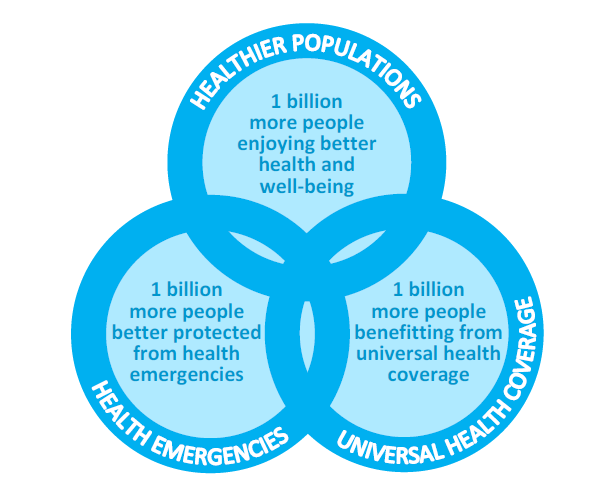 HEALTHIER POPULATIONS
1 billion
more people
enjoying better
health and
well-being
1 billion
more people
better protected
from health
emergencies
HEALTH EMERGENCIES
1 billion
more people
benefitting from
universal health
coverage
UNIVERSAL HEALTH COVERAGE